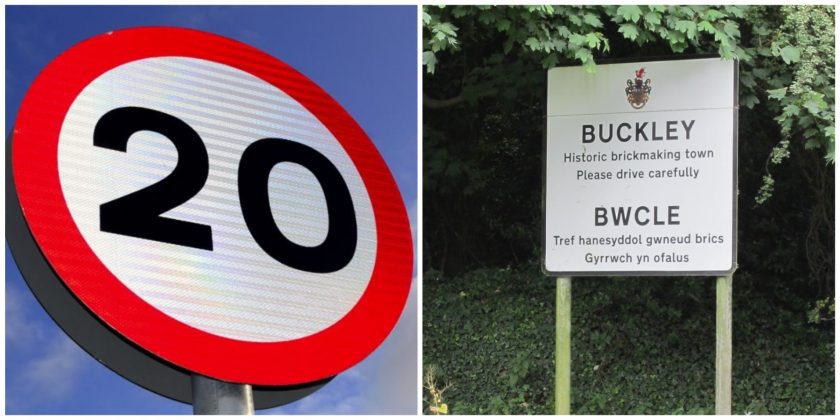 20
BUCKLEY
Historic brickmaking town
Please drive carefully
BWCLE
Tref hanesyddol gwneud brics
Gyrrwch yn ofalus